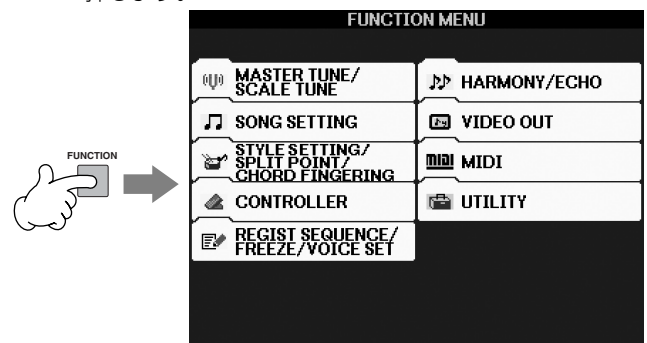 FUNCTION MENU
MASTER TUNE/
SCALE TUNE
SONG SETTING
STYLE SETTING/
SPLIT POINT/
CHORD FINGERING
CONTROLLER
REGIST SEQUENCE/
FREEZE/VOICE SET
HARMONY/ECHO
VIDEO OUT
MIDI
MIDI
UTILITY
FUNCTION